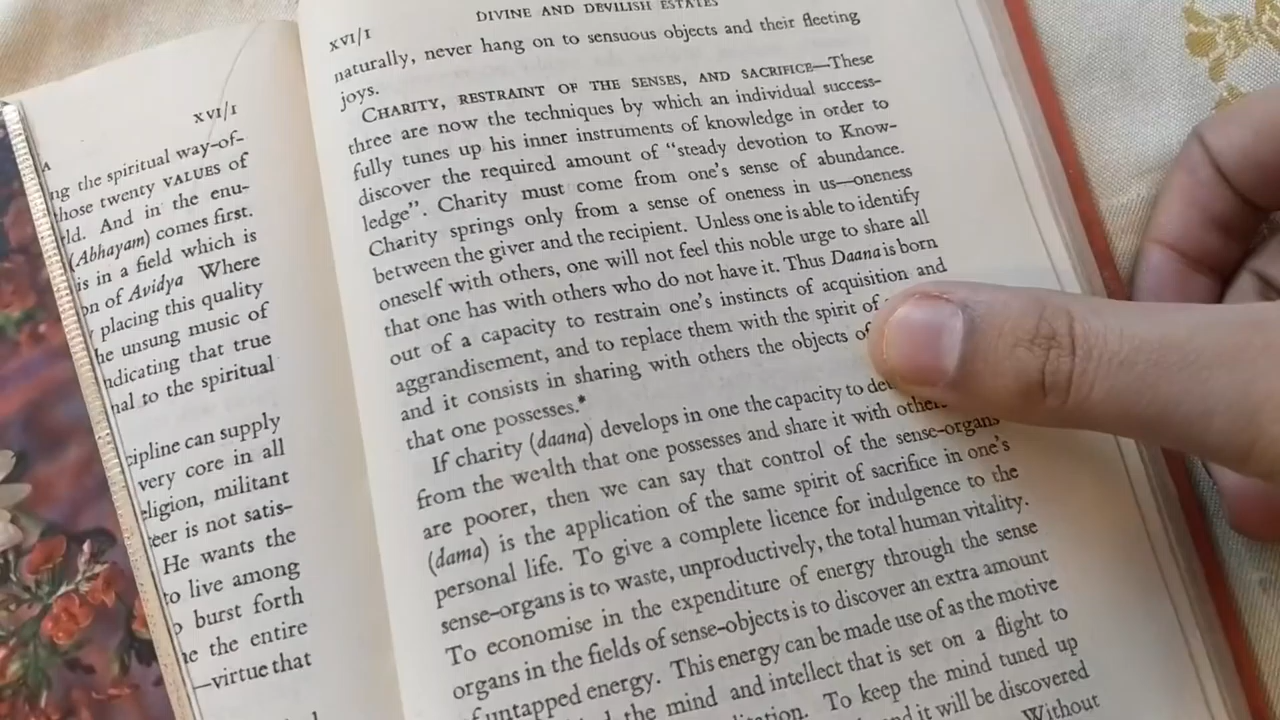 XVI/I
A
ng the spiritual way-of-
hose twenty VALUES of
ld. And in the enu-
(Abhayam) comes first.
is in a field which is
on of Avidya Where
placing this quality
he unsung music of
ndicating that true
nal to the spiritual
cipline can supply
very core in all
eligion, militant
eer is not satis-
He wants the
to live among
burst forth
he the entire
—virtue that
DIVINE AND DEVILISH ESTATES
XVI/I
naturally, never hang on to sensuous objects and their fleeting
joys.
CHARITY, RESTRAINT OF THE SENSES, AND SACRIFICE—These
three are now the techniques by which an individual success-
fully tunes up his inner instruments of knowledge in order to
discover the required amount of "steady devotion to Know-
ledge". Charity must come from one's sense of abundance.
Charity springs only from a sense of oneness in us—oneness
between the giver and the recipient. Unless one is able to identify
oneself with others, one will not feel this noble urge to share all
that one has with others who do not have it. Thus Daana is born
out of a capacity to restrain one's instincts of acquisition and
aggrandisement, and to replace them with the spirit of
and it consists in sharing with others the objects of
that one possesses.*
If charity (daana) develops in one the capacity to
from the wealth that one possesses and share it with
are poorer, then we can say that control of the sense-organs
(dama) is the application of the same spirit of sacrifice in one's
personal life. To give a complete licence for indulgence to the
sense-organs is to waste, unproductively, the total human vitality.
To economise in the expenditure of energy through the sense
organs in the fields of sense-objects is to discover an extra amount
of untapped energy. This energy can be made use of as the motive
the mind and intellect that is set on a flight to
To keep the mind tuned up
and it will be discovered
Without